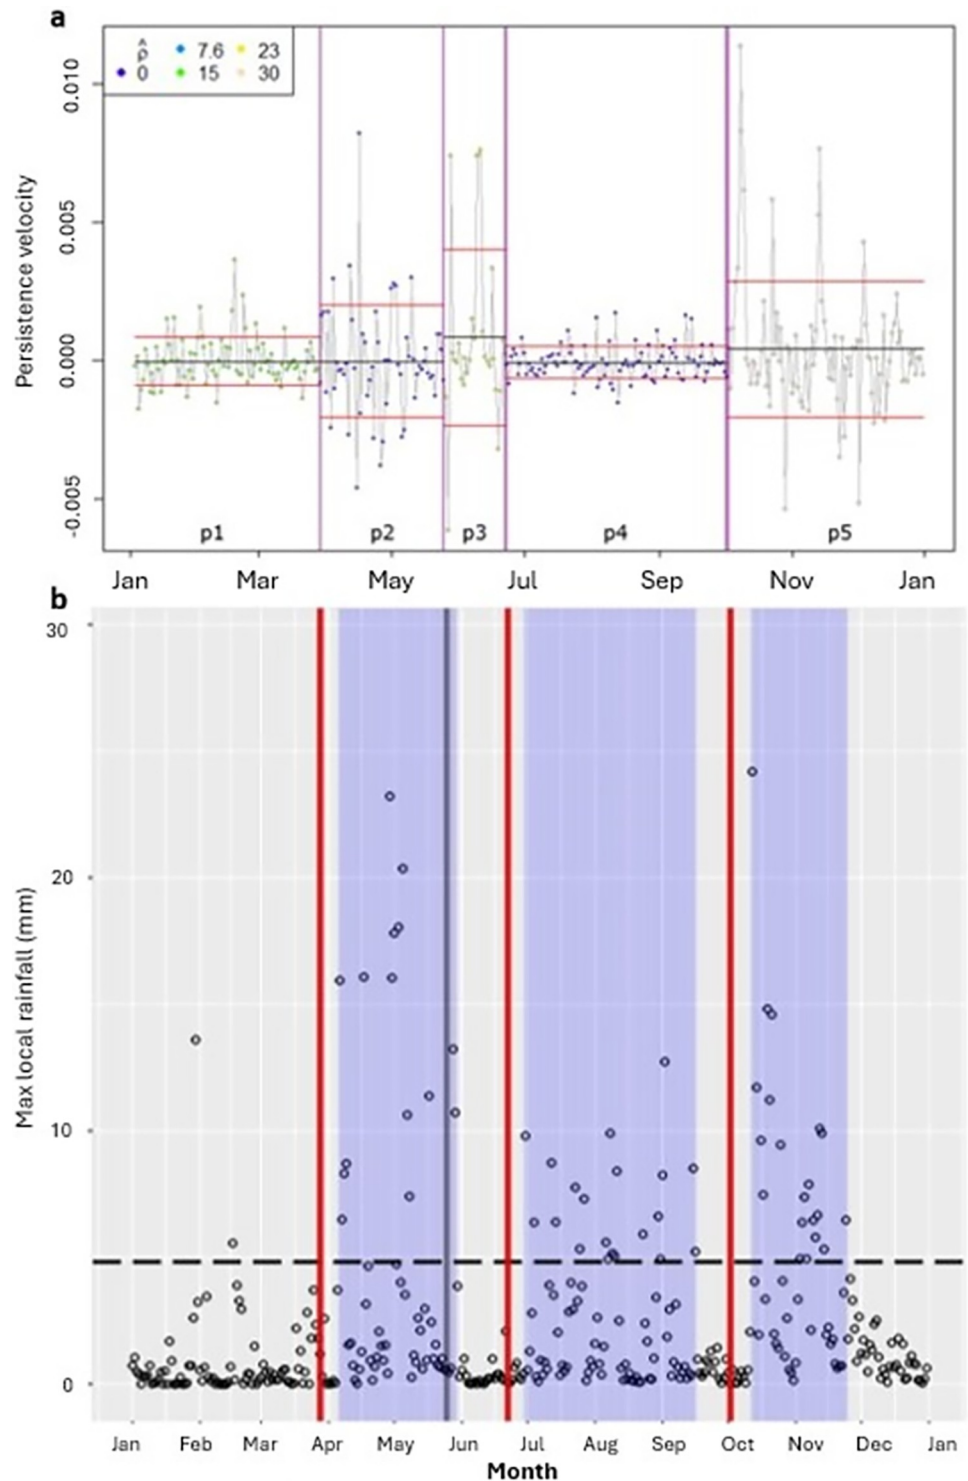 a
ρ̂ 7.6 23
0 15 30
Persistence velocity
0.010
0.005
0.000
-0.005
p1 p2 p3 p4 p5
Jan Mar May Jul Sep Nov Jan
b
Max local rainfall (mm)
30
20
10
0
Jan Feb Mar Apr May Jun Jul Aug Sep Oct Nov Dec Jan
Month